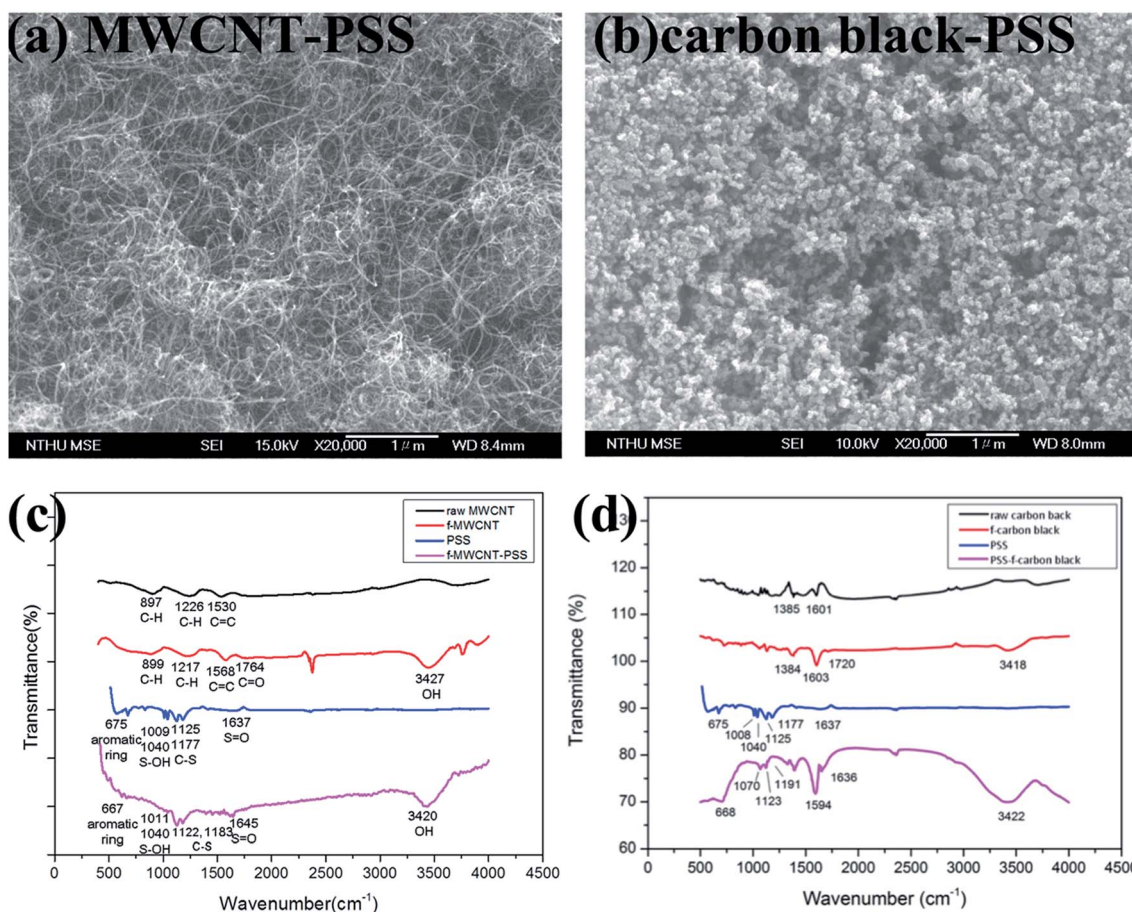 (a) MWCNT-PSS
(b)carbon black-PSS
NTHU MSE SEI 15.0kV X20,000 1μm WD 8.4mm
NTHU MSE SEI 10.0kV X20,000 1μm WD 8.0mm
(c)
raw MWCNT
f-MWCNT
PSS
f-MWCNT-PSS
Transmittance(%)
897
C-H
1226
C-H
1530
C=C
899
C-H
1217
C-H
1568
C=C
1764
C=O
3427
OH
675
aromatic
ring
1009
1040
S-OH
1125
1177
C-S
1637
S=O
667
aromatic
ring
1011
1040
S-OH
1122, 1183
C-S
1645
S=O
3420
OH
0 500 1000 1500 2000 2500 3000 3500 4000 4500
Wavenumber(cm-1)
(d)
raw carbon back
f-carbon black
PSS
PSS-f-carbon black
Transmittance (%)
120
110
100
90
80
70
60
1385 1601
1384
1603
1720
3418
675
1008
1040
1125
1177
1637
668
1070
1123
1191
1594
1636
3422
0 500 1000 1500 2000 2500 3000 3500 4000 4500
Wavenumber (cm-1)